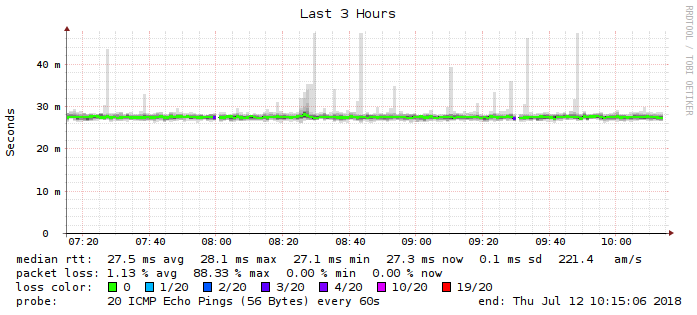 Last 3 Hours
RRDTOOL / TOBI OETIKER
Seconds
40 m
30 m
20 m
10 m
0
07:20 07:40 08:00 08:20 08:40 09:00 09:20 09:40 10:00
median rtt: 27.5 ms avg 28.1 ms max 27.1 ms min 27.3 ms now 0.1 ms sd 221.4 am/s
packet loss: 1.13 % avg 88.33 % max 0.00 % min 0.00 % now
loss color: 0 1/20 2/20 3/20 4/20 10/20 19/20
probe: 20 ICMP Echo Pings (56 Bytes) every 60s end: Thu Jul 12 10:15:06 2018